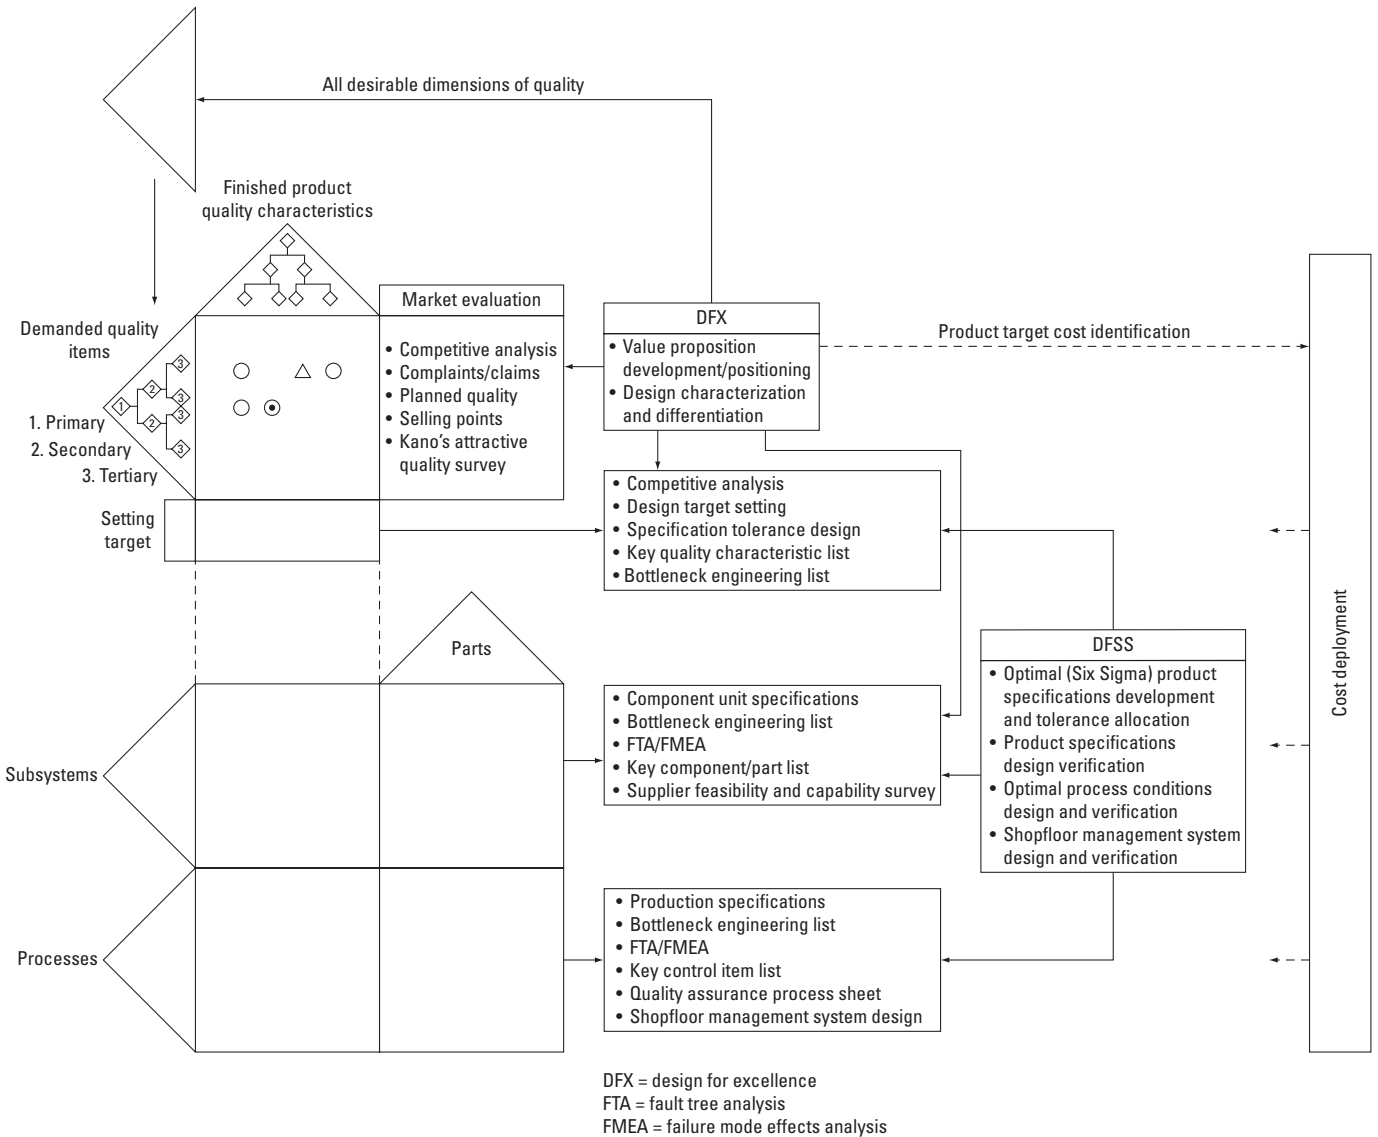 All desirable dimensions of quality
Finished product
quality characteristics
Demanded quality
items
1
2
2
3
3
3
3
1. Primary
2. Secondary
3. Tertiary
Market evaluation
• Competitive analysis
• Complaints/claims
• Planned quality
• Selling points
• Kano's attractive
quality survey
DFX
• Value proposition
development/positioning
• Design characterization
and differentiation
Product target cost identification
Setting
target
• Competitive analysis
• Design target setting
• Specification tolerance design
• Key quality characteristic list
• Bottleneck engineering list
Cost deployment
Parts
DFSS
• Optimal (Six Sigma) product
specifications development
and tolerance allocation
• Product specifications
design verification
• Optimal process conditions
design and verification
• Shopfloor management system
design and verification
Subsystems
• Component unit specifications
• Bottleneck engineering list
• FTA/FMEA
• Key component/part list
• Supplier feasibility and capability survey
Processes
• Production specifications
• Bottleneck engineering list
• FTA/FMEA
• Key control item list
• Quality assurance process sheet
• Shopfloor management system design
DFX = design for excellence
FTA = fault tree analysis
FMEA = failure mode effects analysis